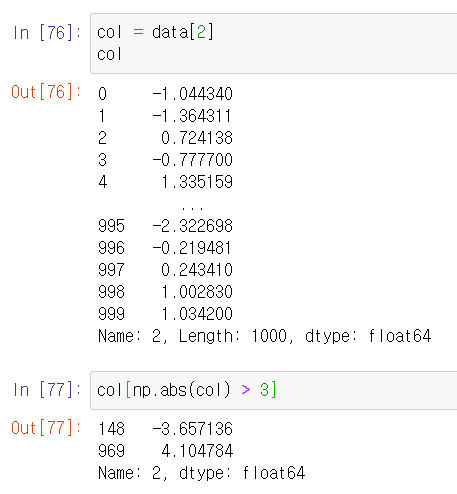 In [76]: col = data[2]
col
Out[76]: 0 -1.044340
1 -1.364311
2 0.724138
3 -0.777700
4 1.335159
...
995 -2.322698
996 -0.219481
997 0.243410
998 1.002830
999 1.034200
Name: 2, Length: 1000, dtype: float64
In [77]: col[np.abs(col) > 3]
Out[77]: 148 -3.657136
969 4.104784
Name: 2, dtype: float64